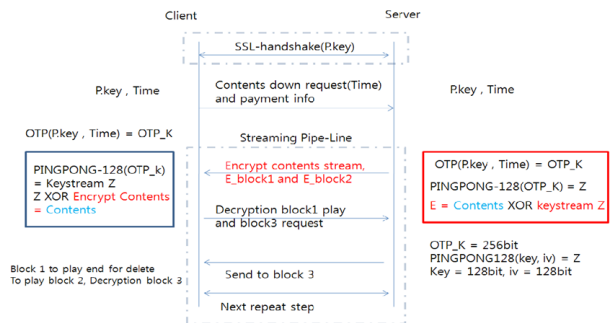 Client
Server
SSL-handshake(P.key)
P.key , Time
Contents down request(Time)
and payment info
P.key , Time
OTP(P.key , Time) = OTP_K
Streaming Pipe-Line
PINGPONG-128(OTP_k)
= Keystream Z
Z XOR Encrypt Contents
= Contents
Encrypt contents stream,
E_block1 and E_block2
OTP(P.key , Time) = OTP_K
PINGPONG-128(OTP_K) = Z
E = Contents XOR keystream Z
Decryption block1 play
and block3 request
OTP_K = 256bit
PINGPONG128(key, iv) = Z
Key = 128bit, iv = 128bit
Block 1 to play end for delete
To play block 2, Decryption block 3
Send to block 3
Next repeat step